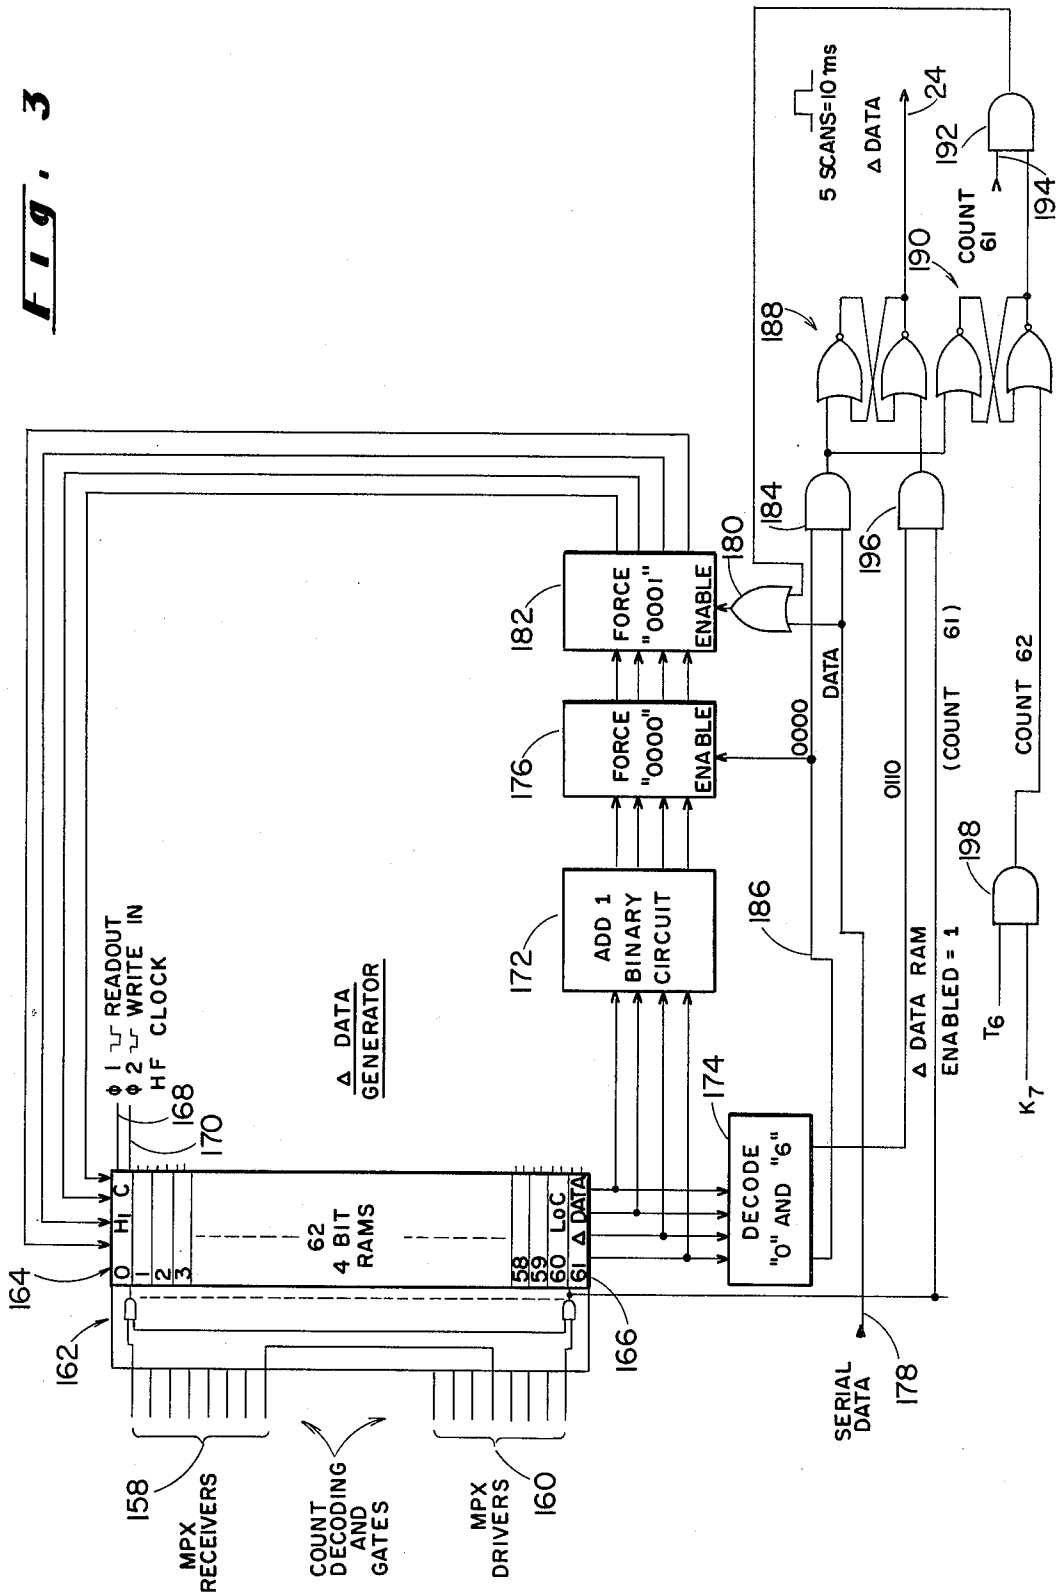 Fig. 3
164
0 HI C
1
2
3
62
4 BIT
RAMS
58
59
60 LOC
61 Δ DATA
166
162
158
MPX
RECEIVERS
COUNT
DECODING
AND
GATES
MPX
DRIVERS
160
ɸ 1 READOUT
ɸ 2 WRITE IN
HF CLOCK
168
170
Δ DATA
GENERATOR
172
ADD 1
BINARY
CIRCUIT
176
FORCE
"0000"
ENABLE
182
FORCE
"0001"
ENABLE
174
DECODE
"0" AND "6"
186
0000
DATA
180
184
0110
196
Δ DATA RAM
ENABLED = 1
(COUNT 61)
SERIAL
DATA
178
T6
K7
198
COUNT 62
188
190
COUNT
61
192
194
5 SCANS=10ms
Δ DATA
24